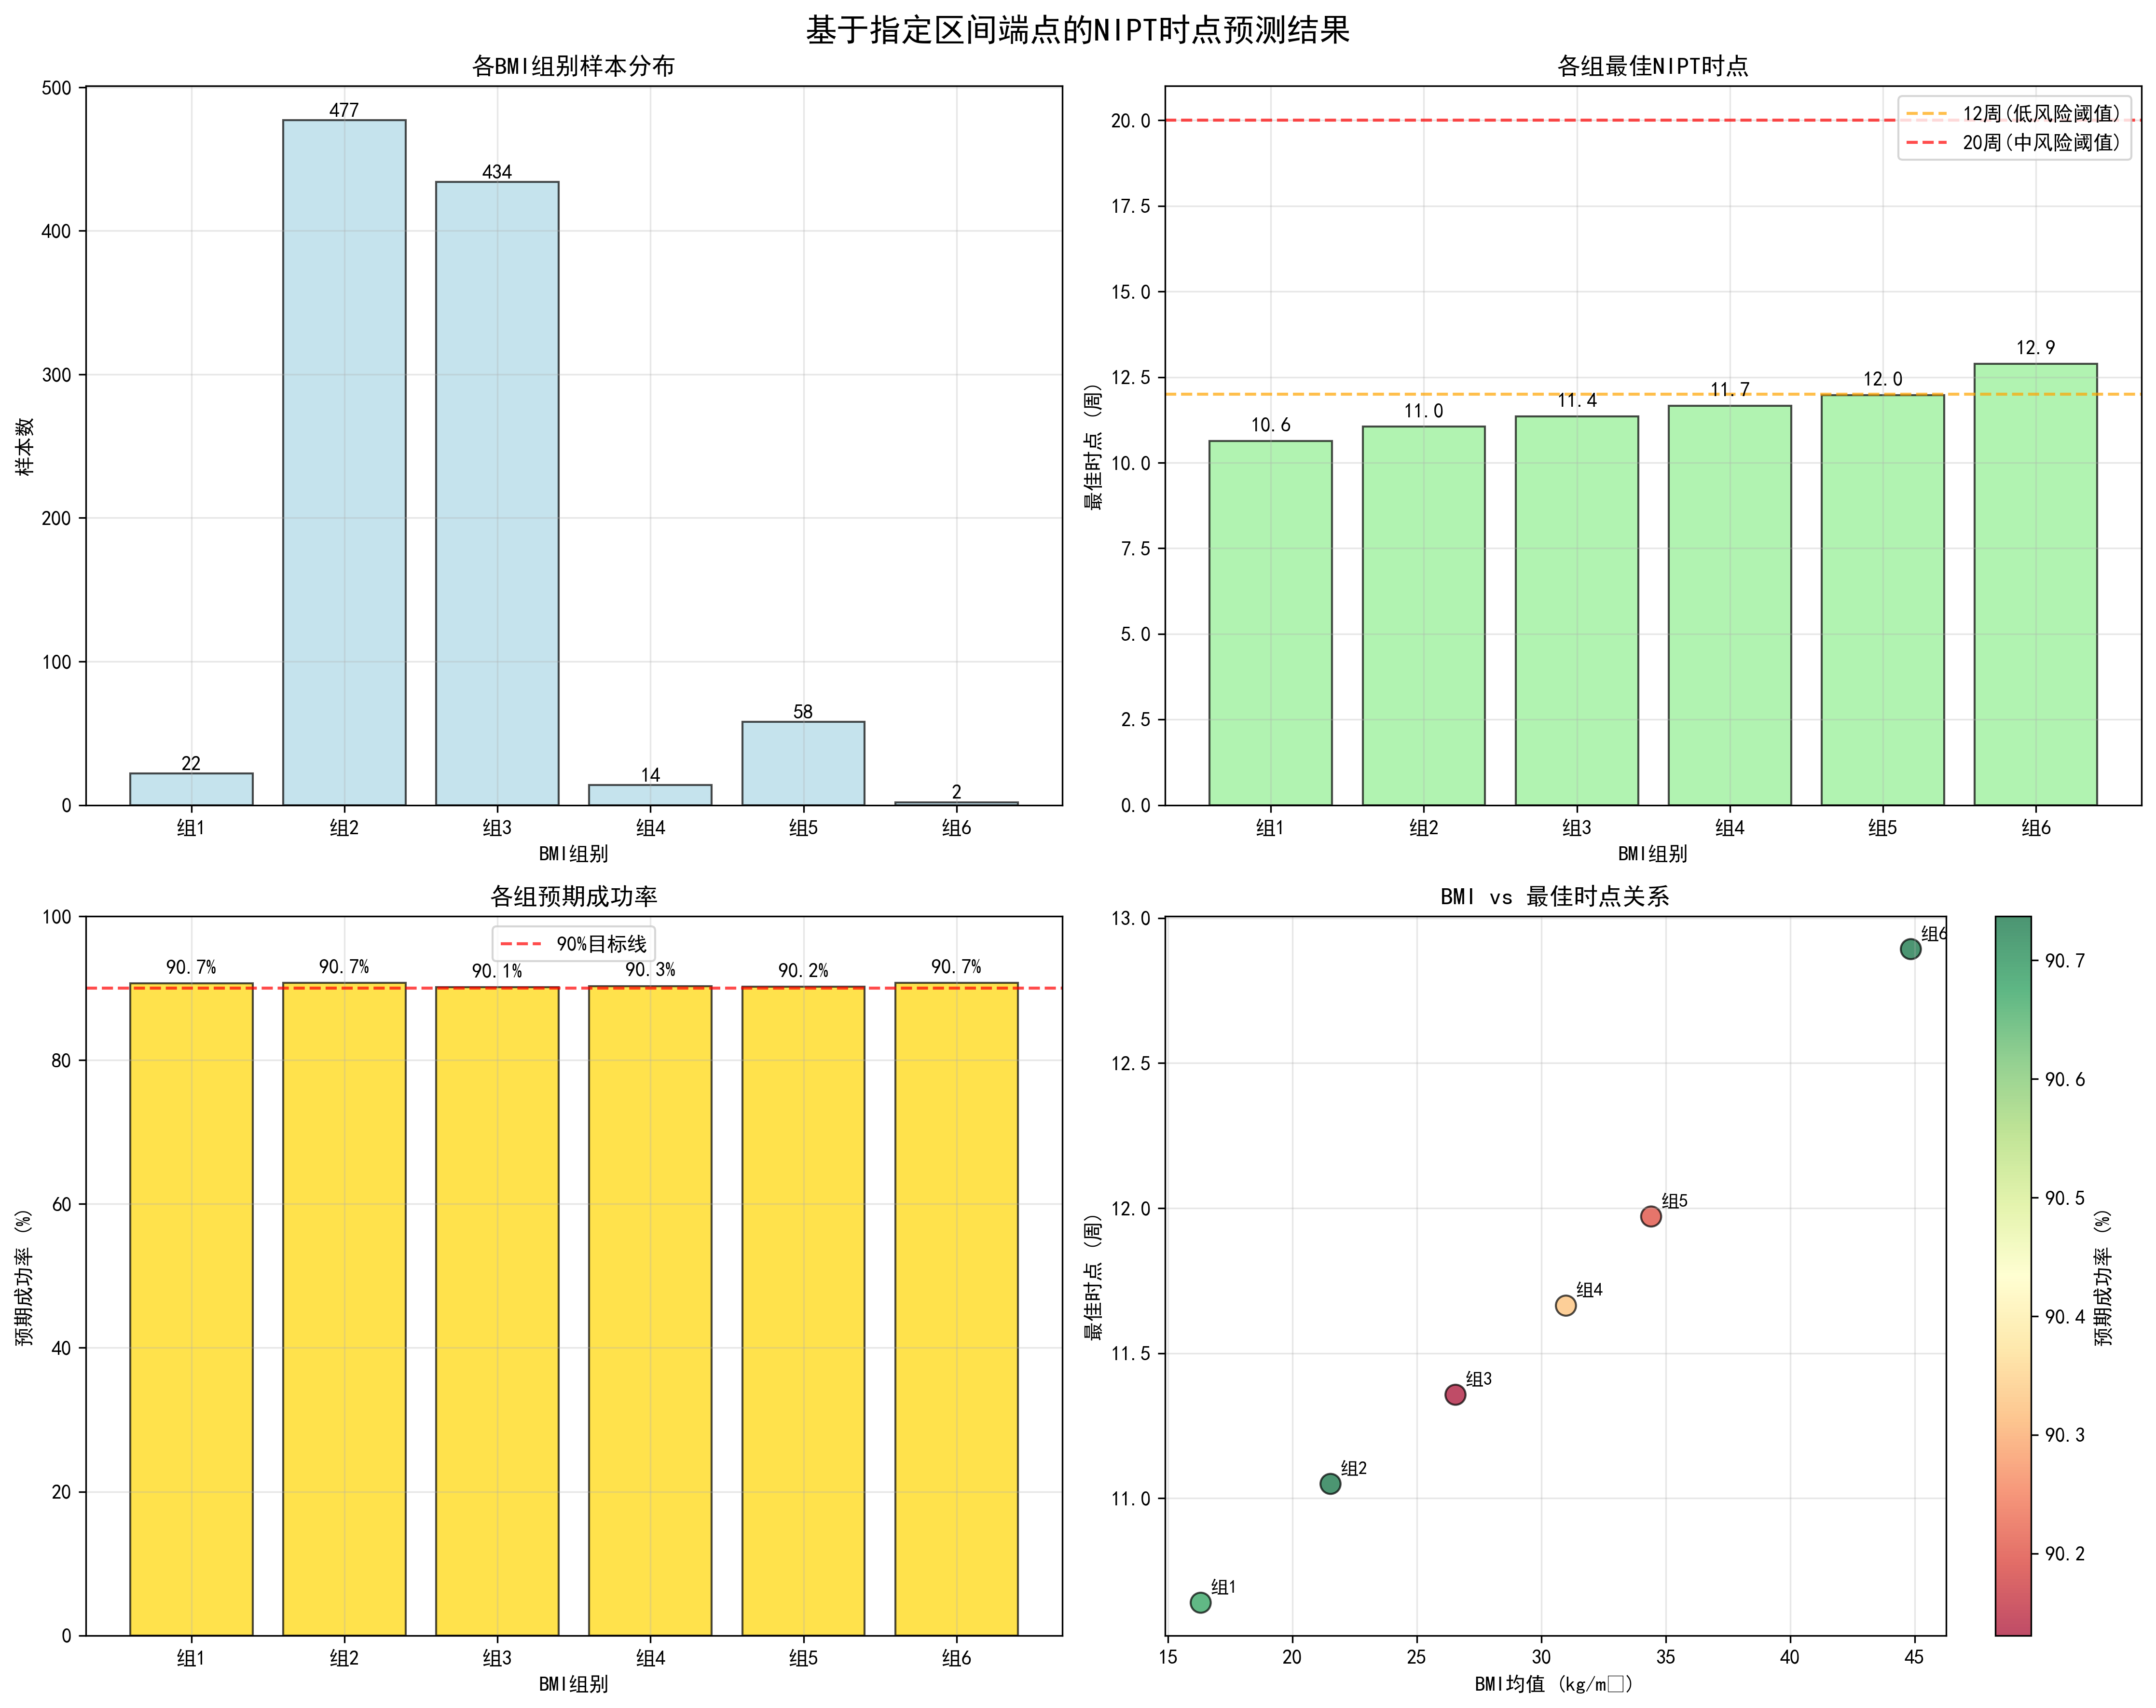 基于指定区间端点的NIPT时点预测结果
各BMI组别样本分布
500
400
300
200
100
0
样本数
22
477
434
14
58
2
组1
组2
组3
组4
组5
组6
BMI组别
各组最佳NIPT时点
12周(低风险阈值)
20周(中风险阈值)
20.0
17.5
15.0
12.5
10.0
7.5
5.0
2.5
0.0
最佳时点 (周)
10.6
11.0
11.4
11.7
12.0
12.9
组1
组2
组3
组4
组5
组6
BMI组别
各组预期成功率
90%目标线
100
80
60
40
20
0
预期成功率 (%)
90.7%
90.7%
90.1%
90.3%
90.2%
90.7%
组1
组2
组3
组4
组5
组6
BMI组别
BMI vs 最佳时点关系
13.0
12.5
12.0
11.5
11.0
最佳时点 (周)
组6
组5
组4
组3
组2
组1
15
20
25
30
35
40
45
BMI均值 (kg/m□)
90.7
90.6
90.5
90.4
90.3
90.2
预期成功率 (%)